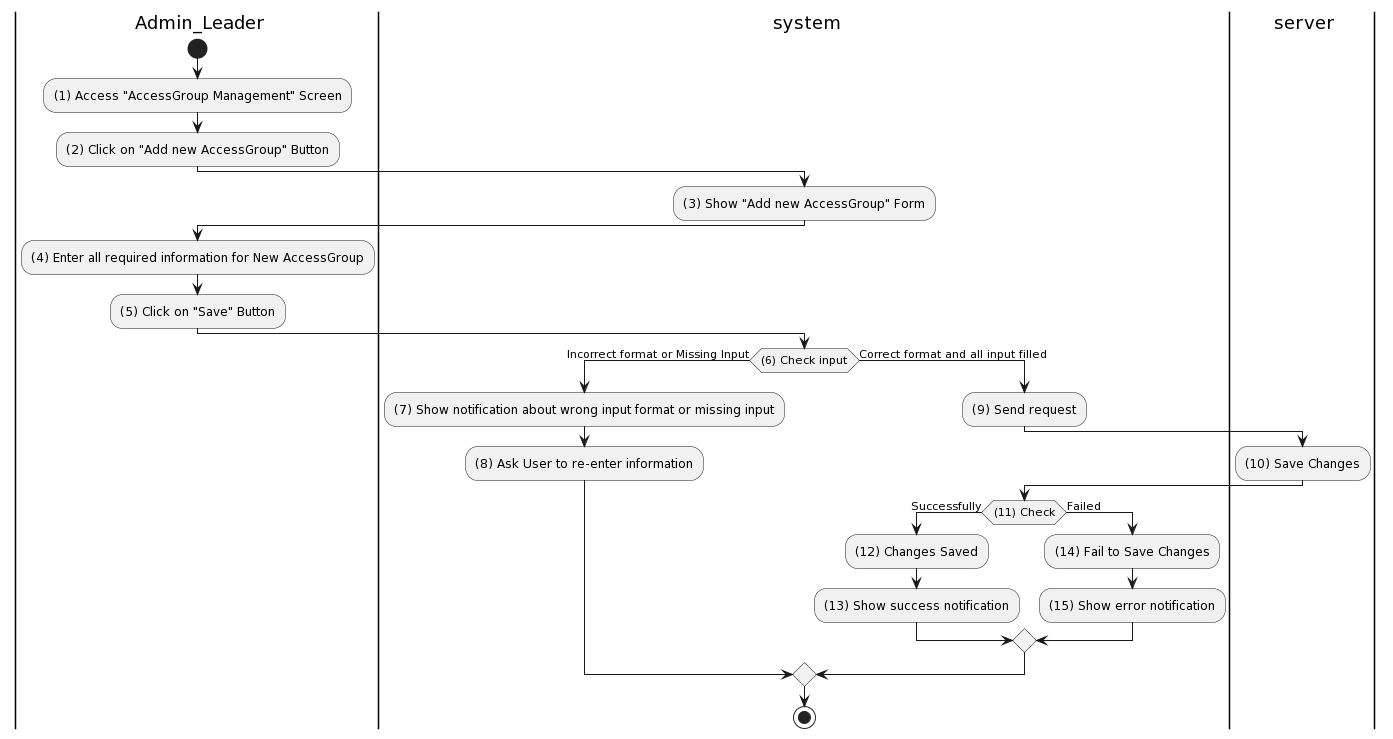 Admin_Leader
system
server
(1) Access "AccessGroup Management" Screen
(2) Click on "Add new AccessGroup" Button
(3) Show "Add new AccessGroup" Form
(4) Enter all required information for New AccessGroup
(5) Click on "Save" Button
Incorrect format or Missing Input
(6) Check input
Correct format and all input filled
(7) Show notification about wrong input format or missing input
(9) Send request
(8) Ask User to re-enter information
(10) Save Changes
Successfully
(11) Check
Failed
(12) Changes Saved
(14) Fail to Save Changes
(13) Show success notification
(15) Show error notification